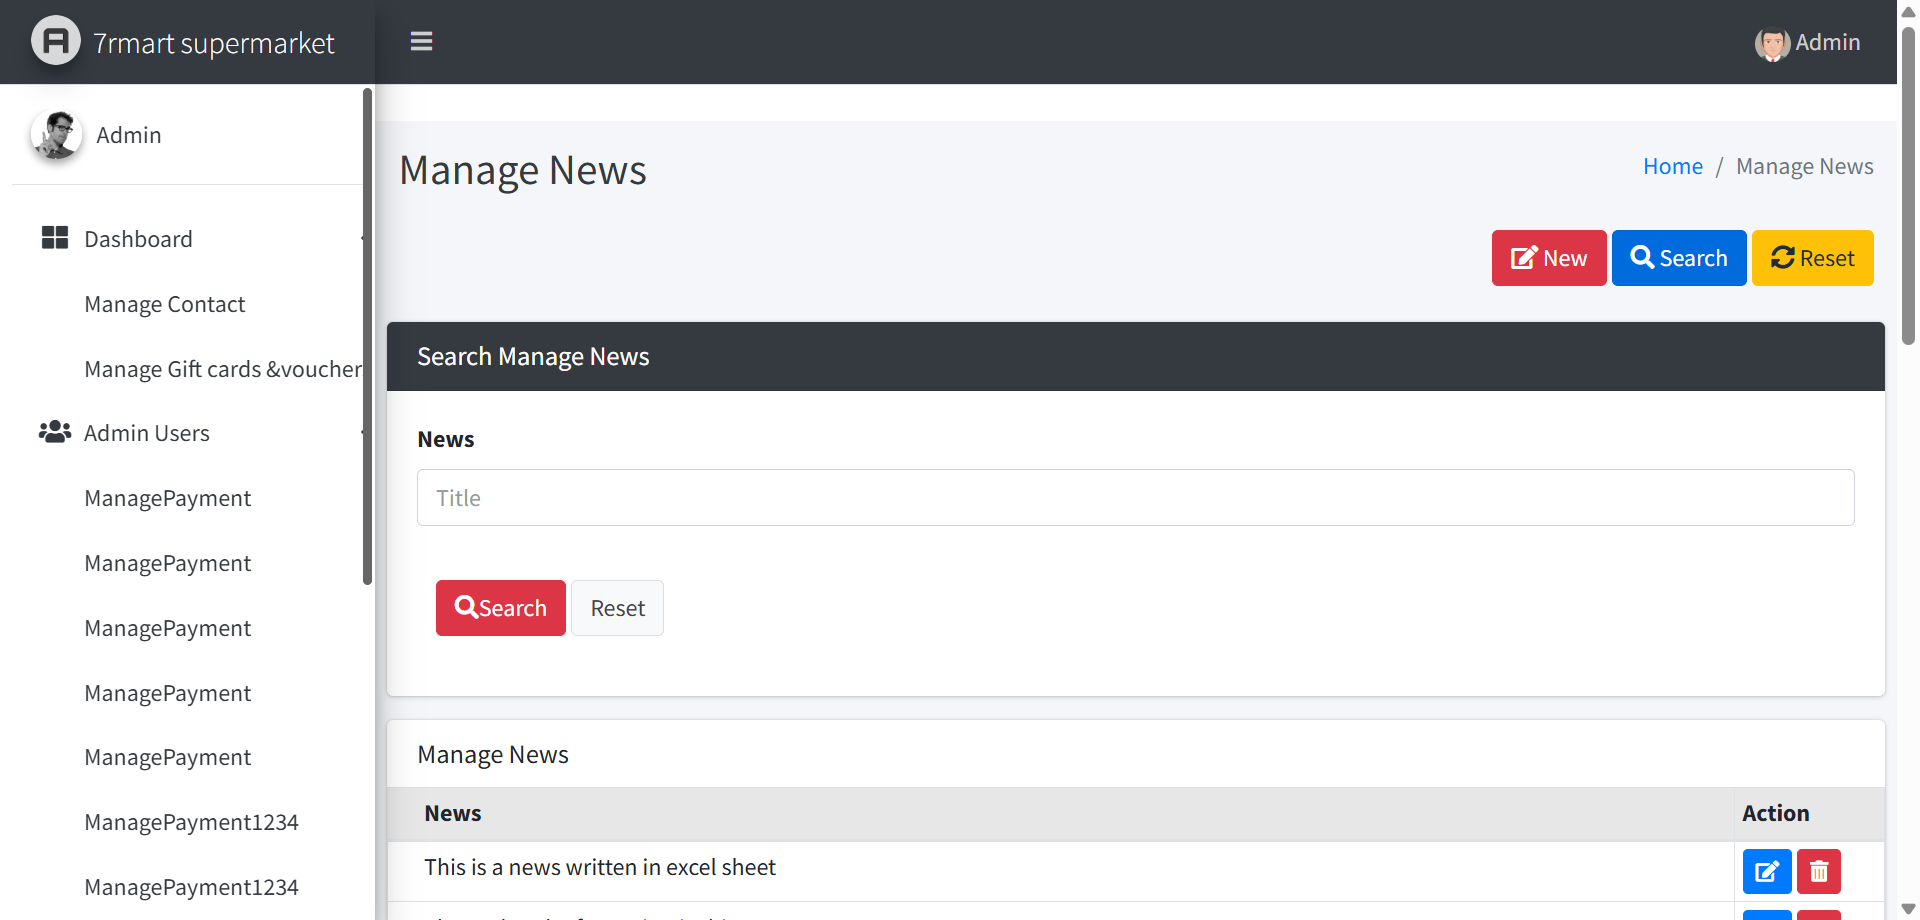 7rmart supermarket
Admin
Admin
Dashboard
Manage Contact
Manage Gift cards &voucher
Admin Users
ManagePayment
ManagePayment
ManagePayment
ManagePayment
ManagePayment
ManagePayment1234
ManagePayment1234
Manage News
Home / Manage News
New Search Reset
Search Manage News
News
Title
Search Reset
Manage News
News Action
This is a news written in excel sheet